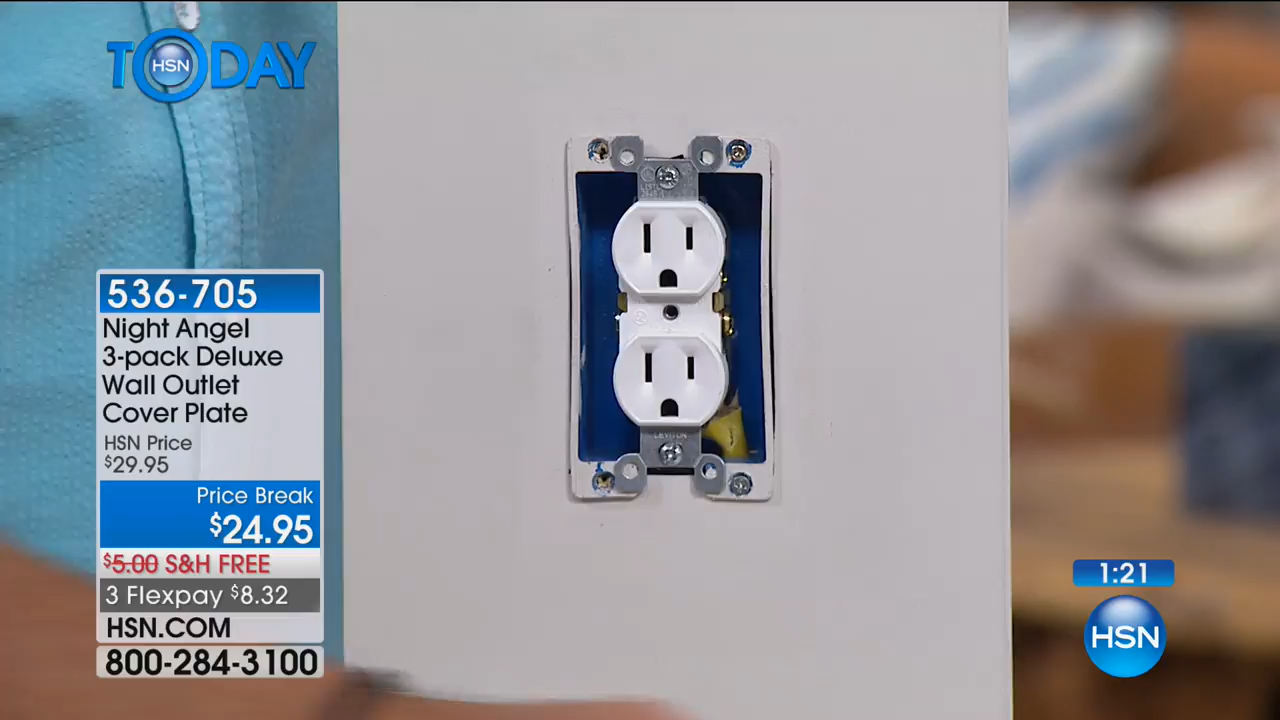 TODAY
HSN
536-705
Night Angel
3-pack Deluxe
Wall Outlet
Cover Plate
HSN Price
$29.95
Price Break
$24.95
$5.00 S&H FREE
3 Flexpay $8.32
HSN.COM
800-284-3100
LEVITON
1:21
HSN